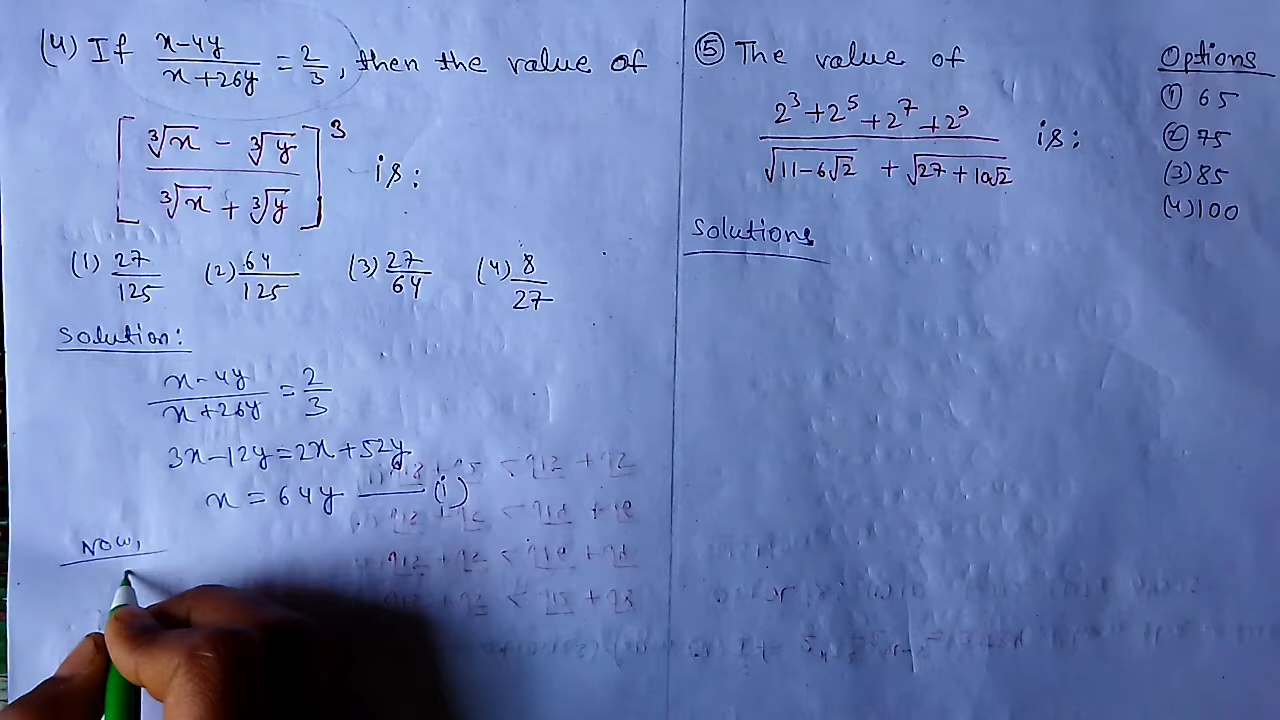 (4) If x-4y/x+26y = 2/3, then the value of
[∛x - ∛y / ∛x + ∛y]³ is:
(1) 27/125 (2) 64/125 (3) 27/64 (4) 8/27
Solution:
x-4y/x+26y = 2/3
3x-12y=2x+52y
x = 64y —— (i)
Now,
⑤ The value of
2³+2⁵+2⁷+2⁹ / √11-6√2 + √27+10√2 is:
Options
① 65
② 75
(3) 85
(4) 100
Solutions